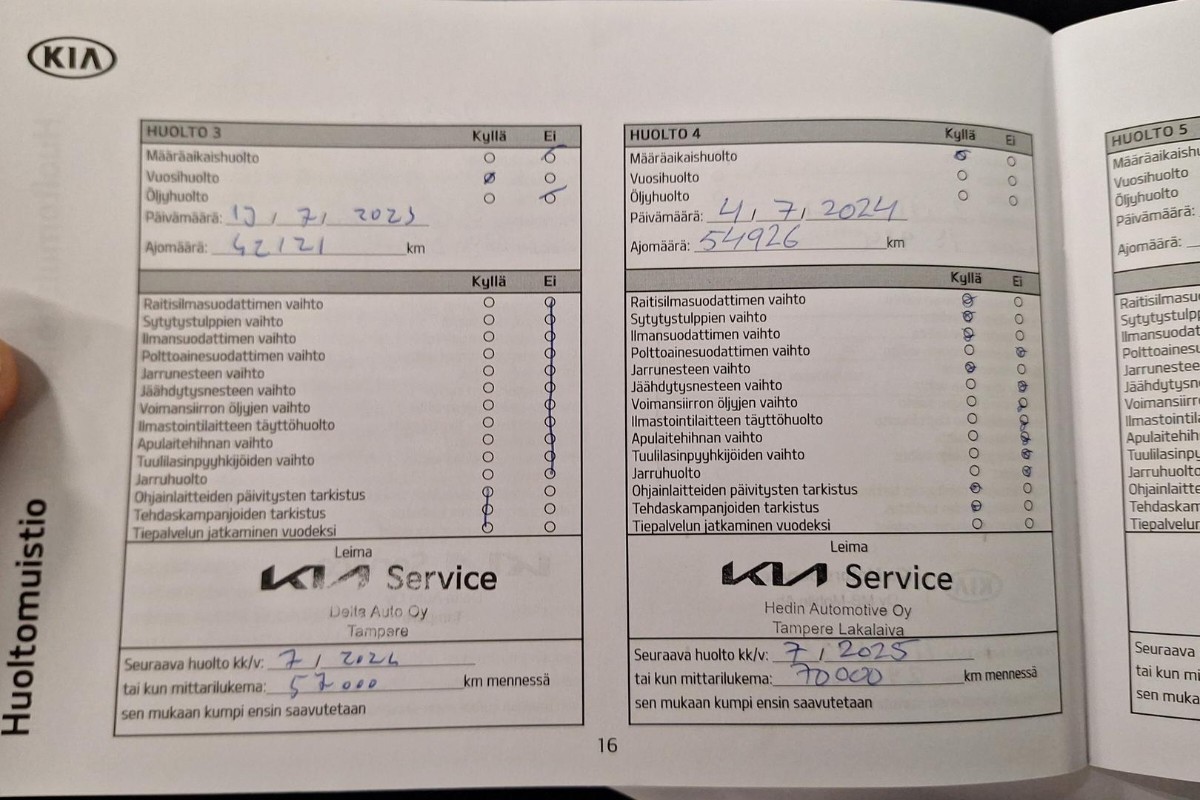 KIA
HUOLTO 3 Kyllä Ei
Määräaikaishuolto
Vuosihuolto
Öljyhuolto
Päivämäärä: / 7 / 2023
Ajomäärä: 42121 km
Kyllä Ei
Raitisilmasuodattimen vaihto
Sytytystulppien vaihto
Ilmansuodattimen vaihto
Polttoainesuodattimen vaihto
Jarrunesteen vaihto
Jäähdytysnesteen vaihto
Voimansiirron öljyjen vaihto
Ilmastointilaitteen täyttöhuolto
Apulaitehihnan vaihto
Tuulilasinpyyhkijöiden vaihto
Jarruhuolto
Ohjainlaitteiden päivitysten tarkistus
Tehdaskampanjoiden tarkistus
Tiepalvelun jatkaminen vuodeksi
Leima
KIA Service
Delta Auto Oy
Tampere
Seuraava huolto kk/v: 7 / 2024
tai kun mittarilukema: 57000 km mennessä
sen mukaan kumpi ensin saavutetaan
HUOLTO 4 Kyllä Ei
Määräaikaishuolto
Vuosihuolto
Öljyhuolto
Päivämäärä: 4 / 7 / 2024
Ajomäärä: 54926 km
Kyllä Ei
Raitisilmasuodattimen vaihto
Sytytystulppien vaihto
Ilmansuodattimen vaihto
Polttoainesuodattimen vaihto
Jarrunesteen vaihto
Jäähdytysnesteen vaihto
Voimansiirron öljyjen vaihto
Ilmastointilaitteen täyttöhuolto
Apulaitehihnan vaihto
Tuulilasinpyyhkijöiden vaihto
Jarruhuolto
Ohjainlaitteiden päivitysten tarkistus
Tehdaskampanjoiden tarkistus
Tiepalvelun jatkaminen vuodeksi
Leima
KIA Service
Hedin Automotive Oy
Tampere Lakalaiva
Seuraava huolto kk/v: 7 / 2025
tai kun mittarilukema: 70000 km mennessä
sen mukaan kumpi ensin saavutetaan
HUOLTO 5
Määräaikaishu
Vuosihuolto
Öljyhuolto
Päivämäärä:
Ajomäärä:
Raitisilmasuo
Sytytystulpp
Ilmansuodat
Polttoainesu
Jarrunesteen
Jäähdytysne
Voimansiirro
Ilmastointila
Apulaitehih
Tuulilasinpy
Jarruhuolto
Ohjainlaitte
Tehdaskam
Tiepalvelun
Seuraava
tai kun mi
sen muka
Huoltomuistio
16